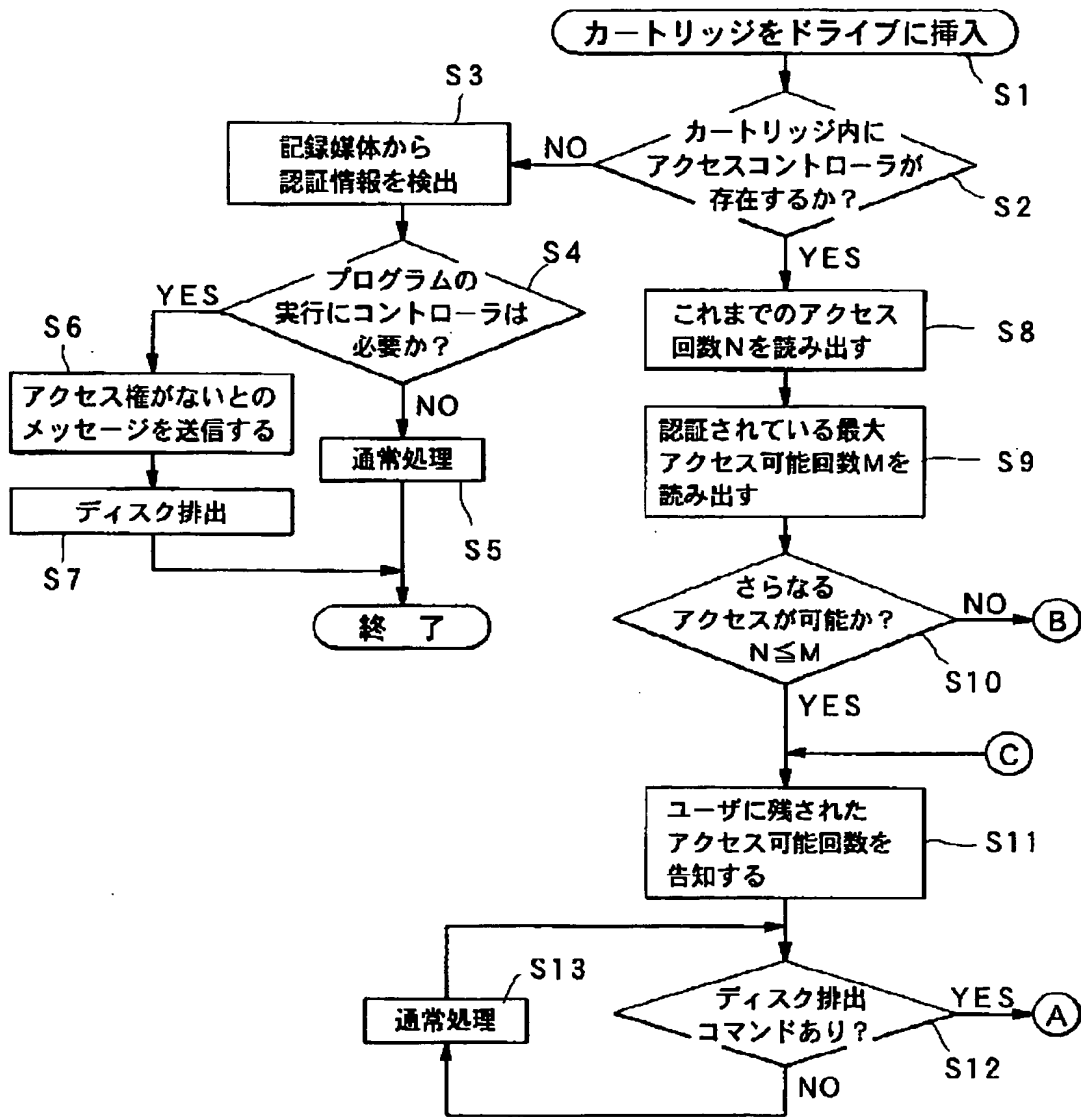 カートリッジをドライブに挿入
S1
S3
記録媒体から
認証情報を検出
NO
カートリッジ内に
アクセスコントローラが
存在するか?
S2
YES
S4
プログラムの
実行にコントローラは
必要か?
YES
S6
アクセス権がないとの
メッセージを送信する
NO
通常処理
S5
ディスク排出
S7
終 了
これまでのアクセス
回数Nを読み出す
S8
認証されている最大
アクセス可能回数Mを
読み出す
S9
さらなる
アクセスが可能か?
N≦M
NO
B
S10
YES
C
ユーザに残された
アクセス可能回数を
告知する
S11
S13
通常処理
ディスク排出
コマンドあり?
YES
A
S12
NO